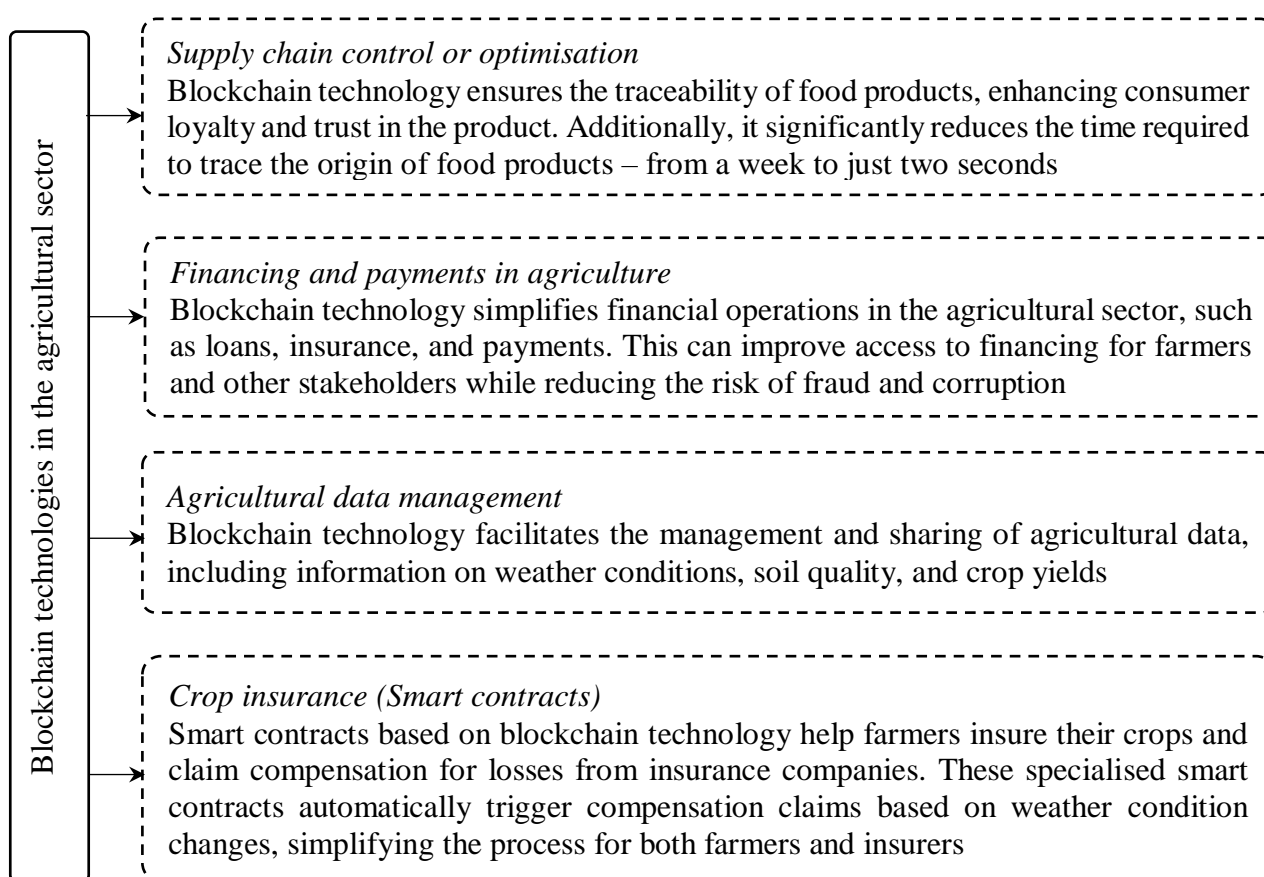 Blockchain technologies in the agricultural sector
Supply chain control or optimisation
Blockchain technology ensures the traceability of food products, enhancing consumer
loyalty and trust in the product. Additionally, it significantly reduces the time required
to trace the origin of food products – from a week to just two seconds
Financing and payments in agriculture
Blockchain technology simplifies financial operations in the agricultural sector, such
as loans, insurance, and payments. This can improve access to financing for farmers
and other stakeholders while reducing the risk of fraud and corruption
Agricultural data management
Blockchain technology facilitates the management and sharing of agricultural data,
including information on weather conditions, soil quality, and crop yields
Crop insurance (Smart contracts)
Smart contracts based on blockchain technology help farmers insure their crops and
claim compensation for losses from insurance companies. These specialised smart
contracts automatically trigger compensation claims based on weather condition
changes, simplifying the process for both farmers and insurers